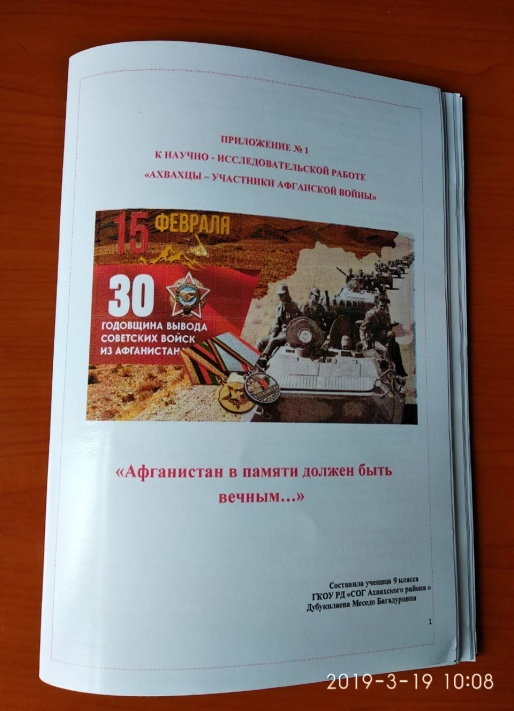 ПРИЛОЖЕНИЕ № 1
К НАУЧНО - ИССЛЕДОВАТЕЛЬСКОЙ РАБОТЕ
«АХВАХЦЫ – УЧАСТНИКИ АФГАНСКОЙ ВОЙНЫ»
15 ФЕВРАЛЯ
30
ГОДОВЩИНА ВЫВОДА
СОВЕТСКИХ ВОЙСК
ИЗ АФГАНИСТАН
«Афганистан в памяти должен быть
вечным…»
Составила ученица 9 класса
ГКОУ РД «СОГ Ахвахского района»
Дубукилаева Меседо Багадуровна
1
2019-3-19 10:08